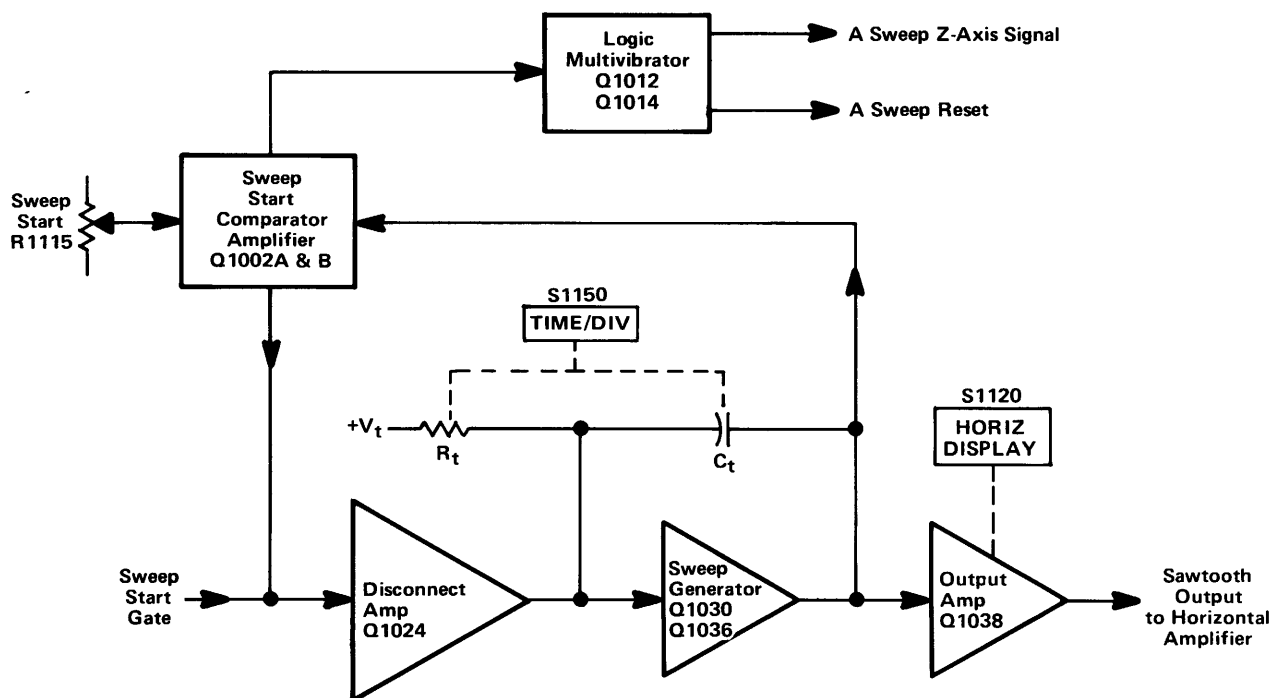 Logic
Multivibrator
Q1012
Q1014
A Sweep Z-Axis Signal
A Sweep Reset
Sweep
Start
R1115
Sweep
Start
Comparator
Amplifier
Q1002A & B
S1150
TIME/DIV
+Vt
Rt
Ct
S1120
HORIZ
DISPLAY
Sweep
Start
Gate
Disconnect
Amp
Q1024
Sweep
Generator
Q1030
Q1036
Output
Amp
Q1038
Sawtooth
Output
to Horizontal
Amplifier